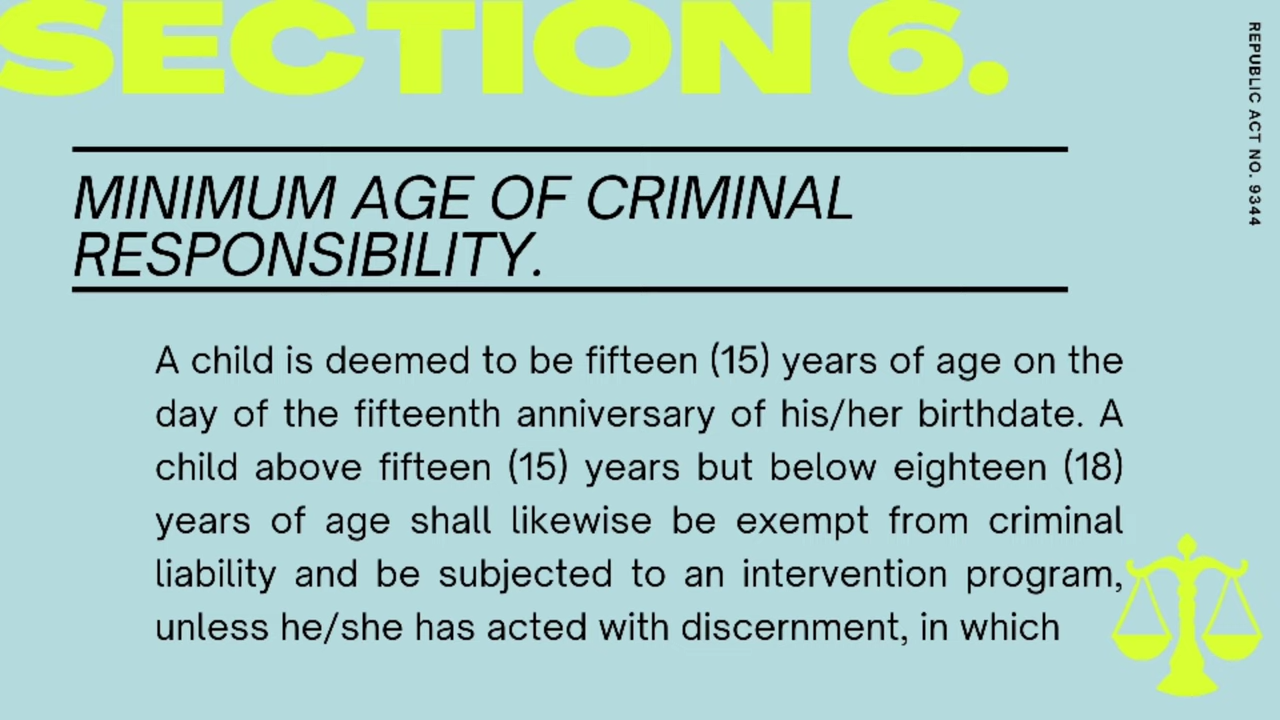 SECTION 6.
REPUBLIC ACT NO. 9344
MINIMUM AGE OF CRIMINAL
RESPONSIBILITY.
A child is deemed to be fifteen (15) years of age on the
day of the fifteenth anniversary of his/her birthdate. A
child above fifteen (15) years but below eighteen (18)
years of age shall likewise be exempt from criminal
liability and be subjected to an intervention program,
unless he/she has acted with discernment, in which